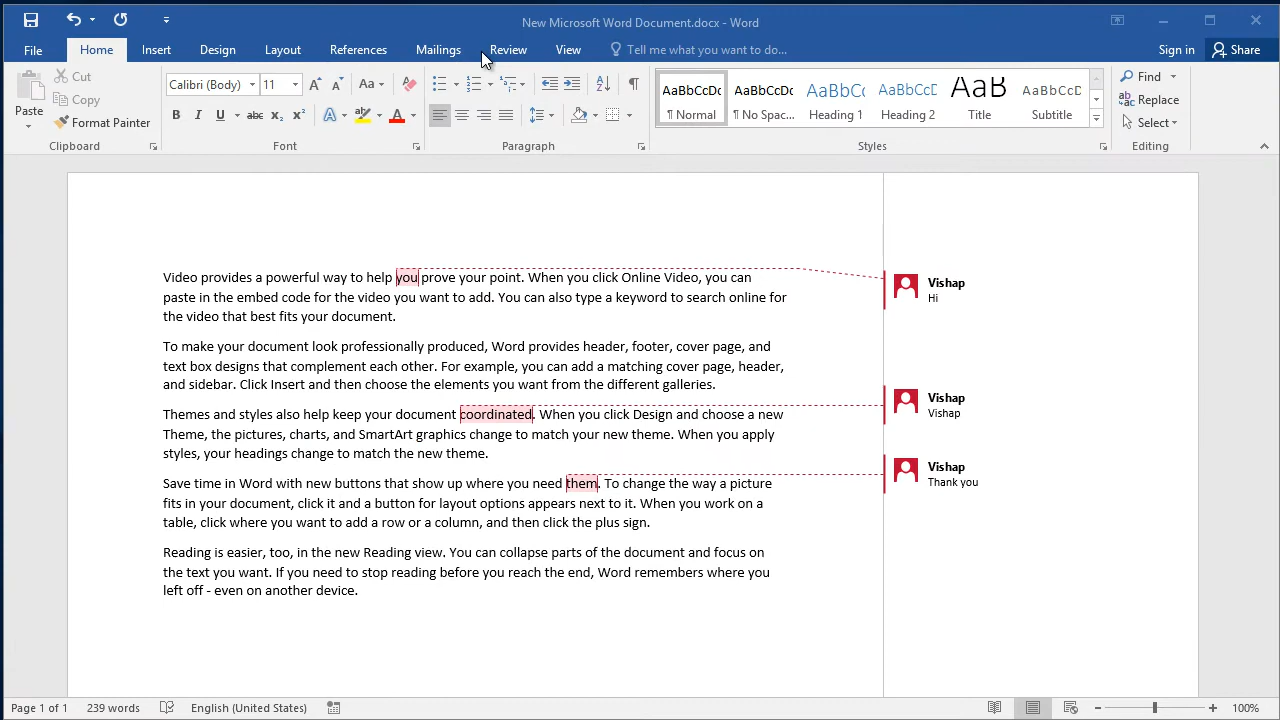 New Microsoft Word Document.docx - Word
File Home Insert Design Layout References Mailings Review View Tell me what you want to do... Sign in Share
Paste
Cut
Copy
Format Painter
Clipboard
Calibri (Body) 11
Aa
B I U abc X₂ X² A A
Font
Paragraph
AaBbCcDc AaBbCcDc AaBbCc AaBbCcD AaB AaBbCcD
¶ Normal ¶ No Spac... Heading 1 Heading 2 Title Subtitle
Styles
Find
Replace
Select
Editing
Video provides a powerful way to help you prove your point. When you click Online Video, you can
paste in the embed code for the video you want to add. You can also type a keyword to search online for
the video that best fits your document.
To make your document look professionally produced, Word provides header, footer, cover page, and
text box designs that complement each other. For example, you can add a matching cover page, header,
and sidebar. Click Insert and then choose the elements you want from the different galleries.
Themes and styles also help keep your document coordinated. When you click Design and choose a new
Theme, the pictures, charts, and SmartArt graphics change to match your new theme. When you apply
styles, your headings change to match the new theme.
Save time in Word with new buttons that show up where you need them. To change the way a picture
fits in your document, click it and a button for layout options appears next to it. When you work on a
table, click where you want to add a row or a column, and then click the plus sign.
Reading is easier, too, in the new Reading view. You can collapse parts of the document and focus on
the text you want. If you need to stop reading before you reach the end, Word remembers where you
left off - even on another device.
Vishap
Hi
Vishap
Vishap
Vishap
Thank you
Page 1 of 1 239 words English (United States) 100%